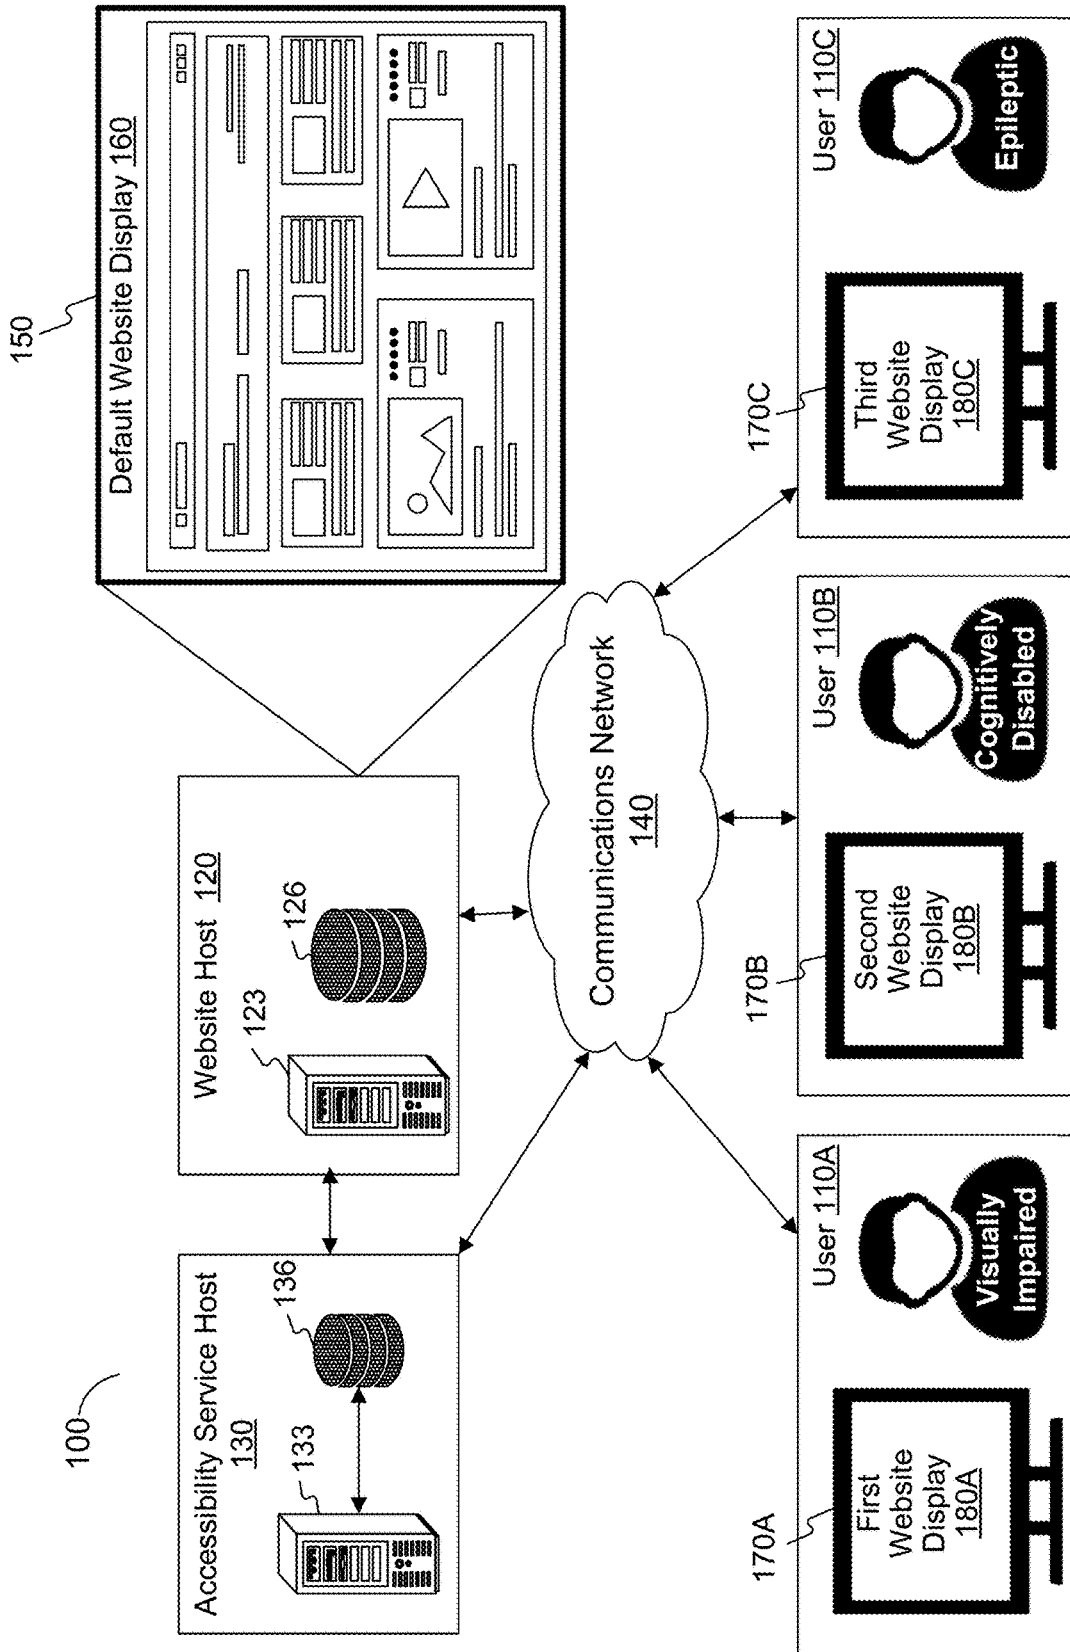 100
Accessibility Service Host
130
133
136
Website Host 120
123
126
150
Default Website Display 160
Communications Network
140
170A
First
Website
Display
180A
User 110A
Visually
Impaired
170B
Second
Website
Display
180B
User 110B
Cognitively
Disabled
170C
Third
Website
Display
180C
User 110C
Epileptic